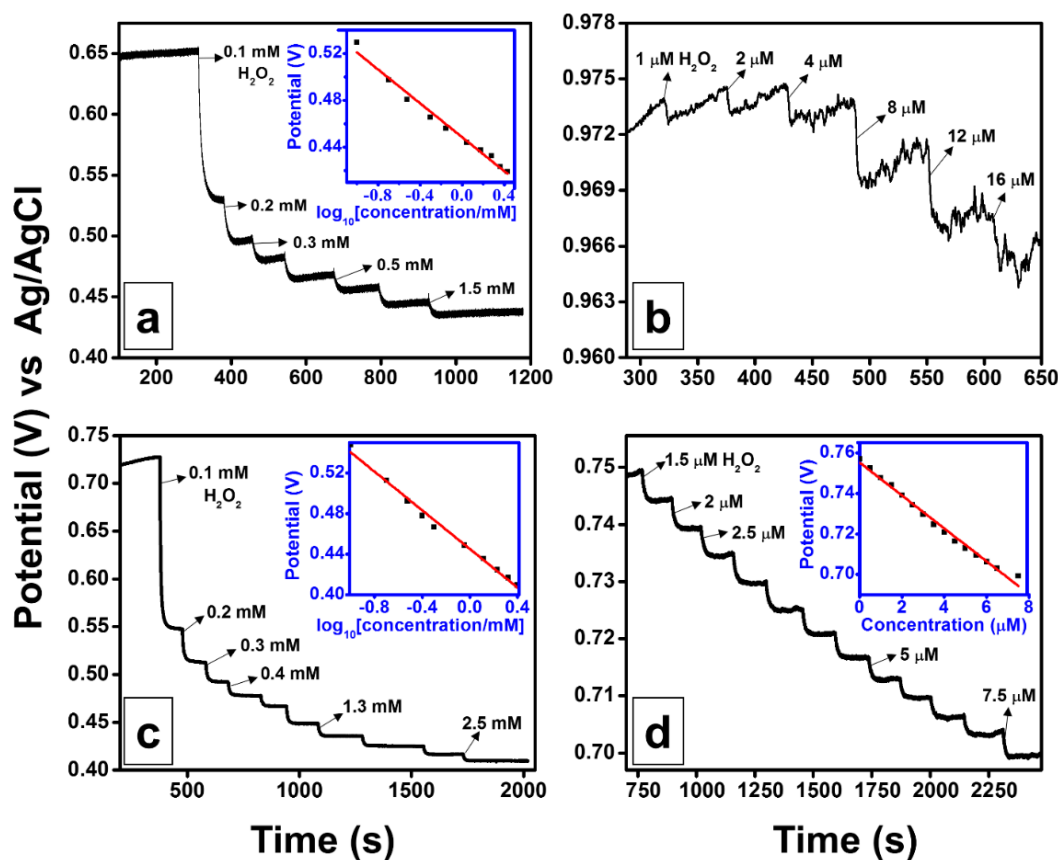 Potential (V) vs Ag/AgCl
0.65
0.60
0.55
0.50
0.45
0.40
0.1 mM
H₂O₂
0.2 mM
0.3 mM
0.5 mM
1.5 mM
a
200 400 600 800 1000 1200
Potential (V)
0.52
0.48
0.44
-0.8 -0.4 0.0 0.4
log₁₀[concentration/mM]
0.978
0.975
0.972
0.969
0.966
0.963
0.960
1 μM H₂O₂
2 μM
4 μM
8 μM
12 μM
16 μM
b
300 350 400 450 500 550 600 650
0.75
0.70
0.65
0.60
0.55
0.50
0.45
0.40
0.1 mM
H₂O₂
0.2 mM
0.3 mM
0.4 mM
1.3 mM
2.5 mM
c
500 1000 1500 2000
Time (s)
Potential (V)
0.52
0.48
0.44
0.40
-0.8 -0.4 0.0 0.4
log₁₀[concentration/mM]
0.75
0.74
0.73
0.72
0.71
0.70
1.5 μM H₂O₂
2 μM
2.5 μM
5 μM
7.5 μM
d
750 1000 1250 1500 1750 2000 2250
Time (s)
Potential (V)
0.76
0.74
0.72
0.70
0 2 4 6 8
Concentration (μM)